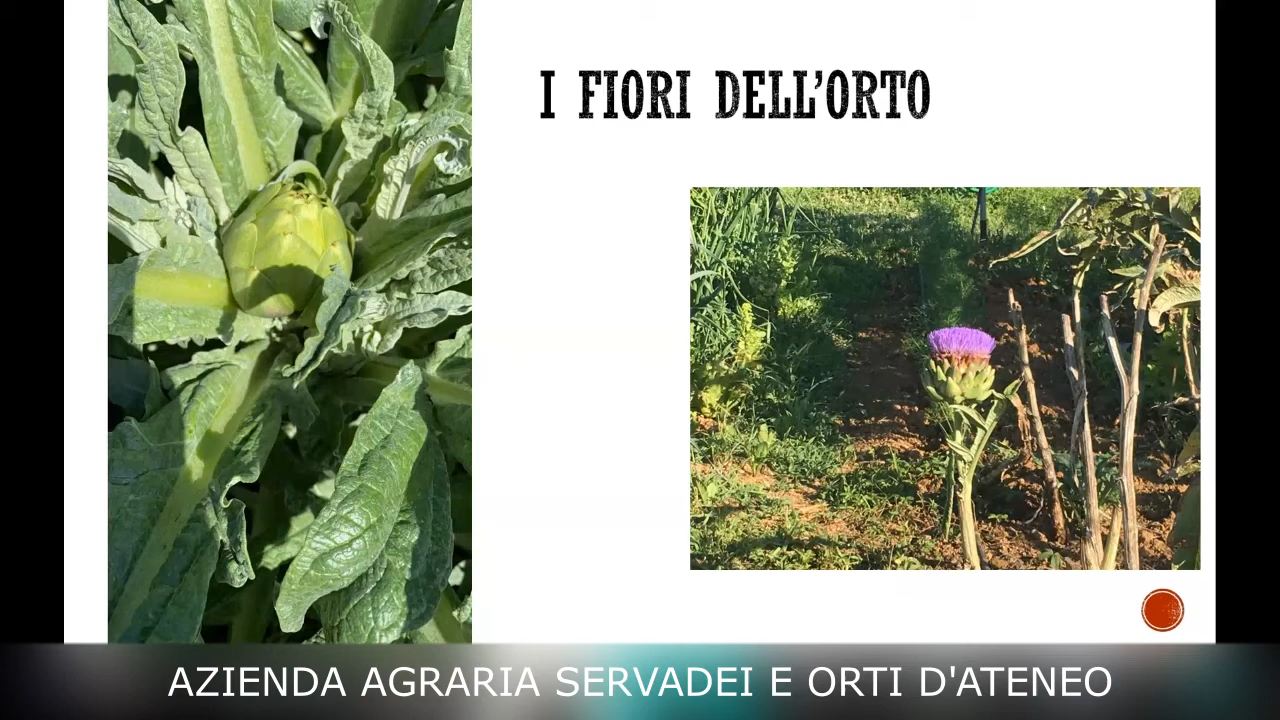 I FIORI DELL’ORTO
AZIENDA AGRARIA SERVADEI E ORTI D'ATENEO